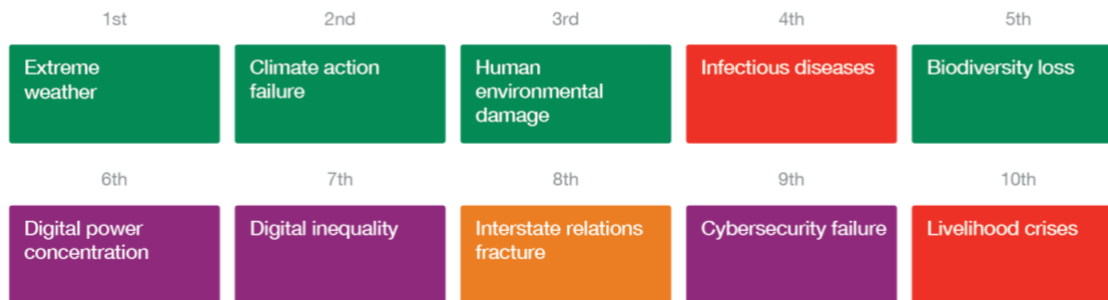 1st
2nd
3rd
4th
5th
Extreme
weather
Climate action
failure
Human
environmental
damage
Infectious diseases
Biodiversity loss
6th
7th
8th
9th
10th
Digital power
concentration
Digital inequality
Interstate relations
fracture
Cybersecurity failure
Livelihood crises